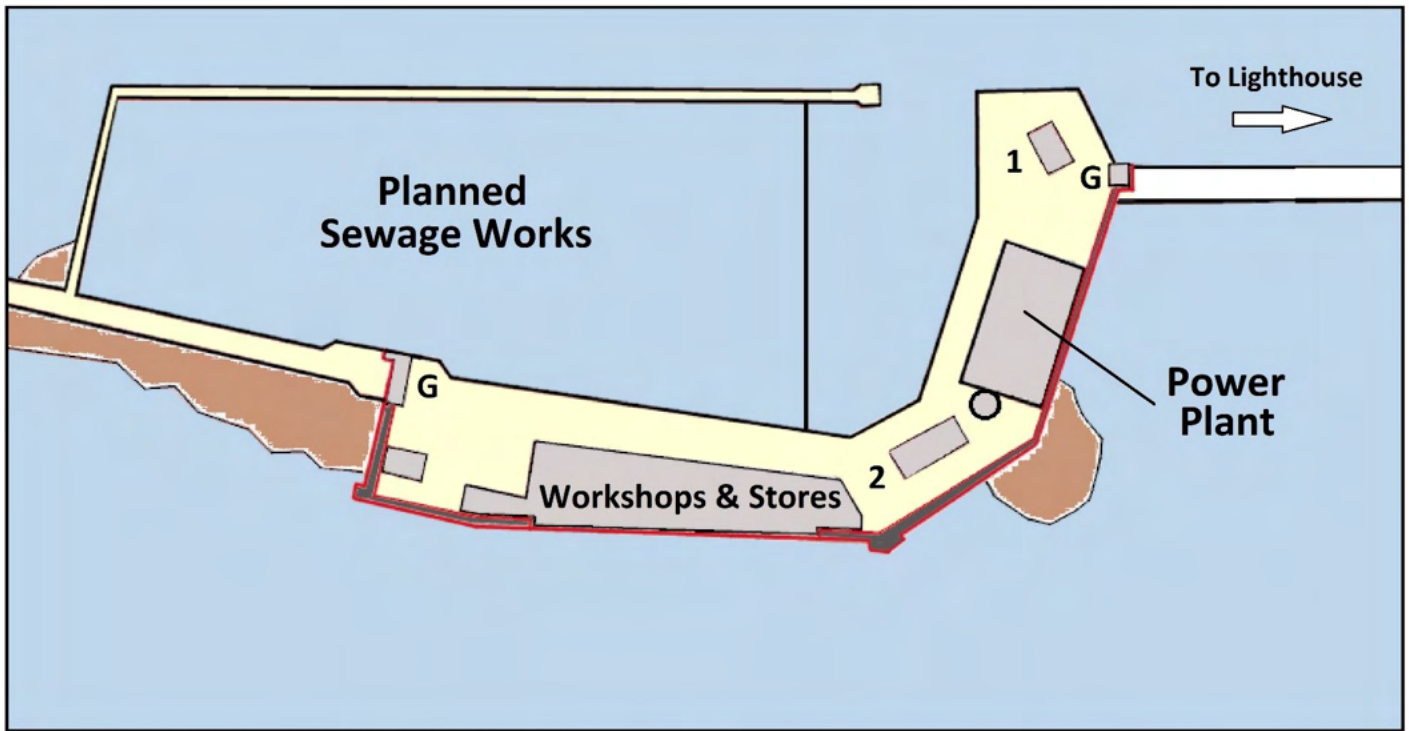 To Lighthouse
Planned
Sewage Works
1
G
G
Power
Plant
2
Workshops & Stores